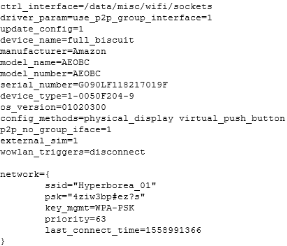 ctrl_interface=/data/misc/wifi/sockets
driver_param=use_p2p_group_interface=1
update_config=1
device_name=full_biscuit
manufacturer=Amazon
model_name=AEOBC
model_number=AEOBC
serial_number=G090LF118217019F
device_type=1-0050F204-9
os_version=01020300
config_methods=physical_display virtual_push_button
p2p_no_group_iface=1
external_sim=1
wowlan_triggers=disconnect
network={
ssid="Hyperborea_01"
psk="4ziw3bp#ez?s"
key_mgmt=WPA-PSK
priority=63
last_connect_time=1558991366
}